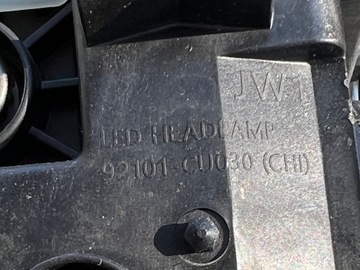 JW1
LED HEADLAMP
92101-CU030 (CHI)